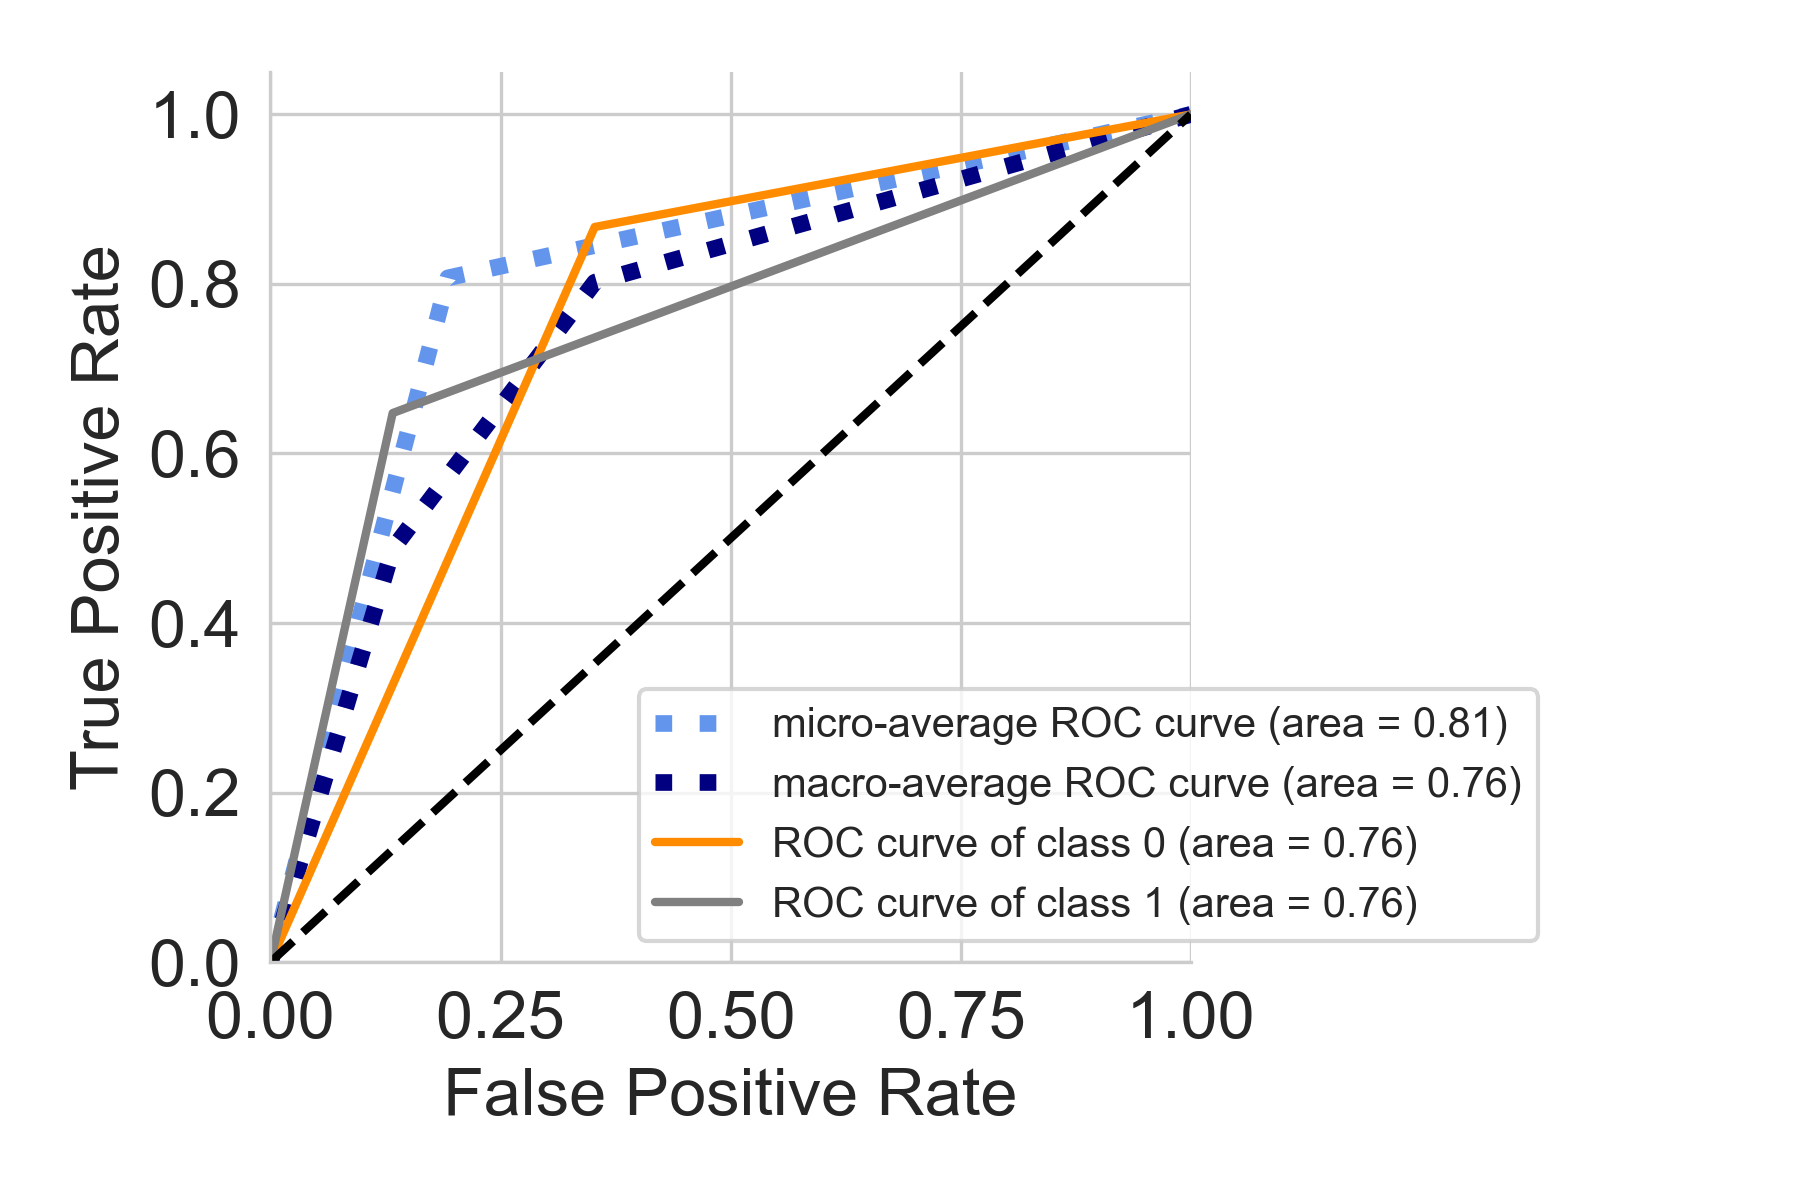 True Positive Rate
1.0
0.8
0.6
0.4
0.2
0.0
0.00 0.25 0.50 0.75 1.00
False Positive Rate
micro-average ROC curve (area = 0.81)
macro-average ROC curve (area = 0.76)
ROC curve of class 0 (area = 0.76)
ROC curve of class 1 (area = 0.76)